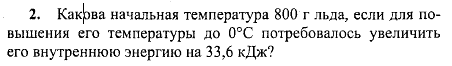 2. Какова начальная температура 800 г льда, если для по-
вышения его температуры до 0°C потребовалось увеличить
его внутреннюю энергию на 33,6 кДж?